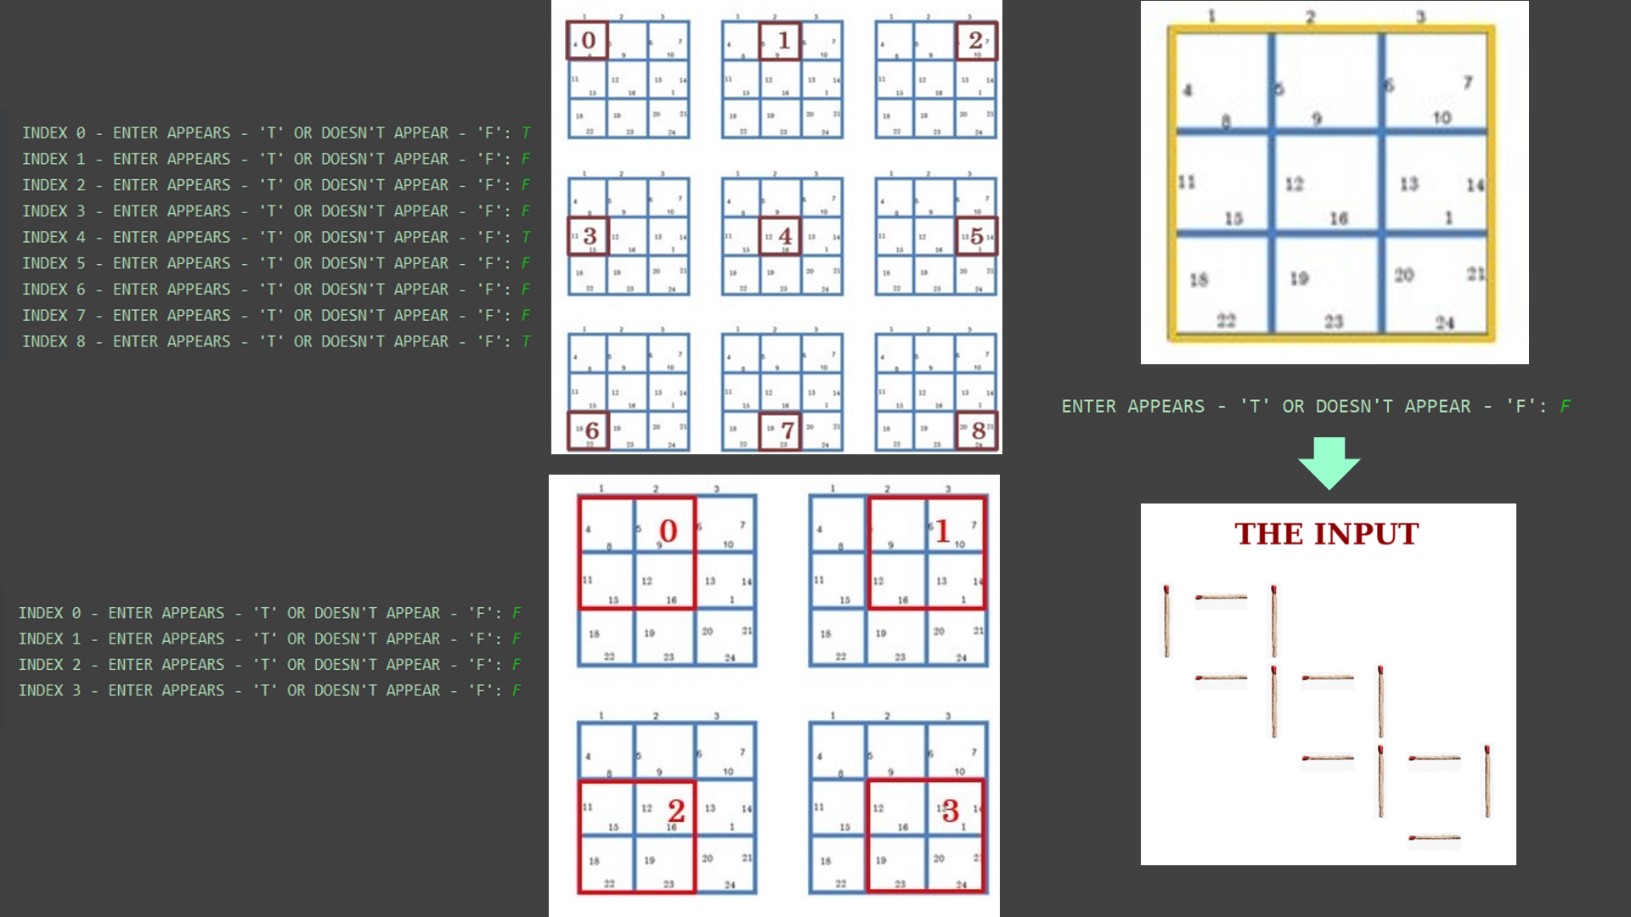 INDEX 0 - ENTER APPEARS - 'T' OR DOESN'T APPEAR - 'F': T
INDEX 1 - ENTER APPEARS - 'T' OR DOESN'T APPEAR - 'F': F
INDEX 2 - ENTER APPEARS - 'T' OR DOESN'T APPEAR - 'F': F
INDEX 3 - ENTER APPEARS - 'T' OR DOESN'T APPEAR - 'F': F
INDEX 4 - ENTER APPEARS - 'T' OR DOESN'T APPEAR - 'F': T
INDEX 5 - ENTER APPEARS - 'T' OR DOESN'T APPEAR - 'F': F
INDEX 6 - ENTER APPEARS - 'T' OR DOESN'T APPEAR - 'F': F
INDEX 7 - ENTER APPEARS - 'T' OR DOESN'T APPEAR - 'F': F
INDEX 8 - ENTER APPEARS - 'T' OR DOESN'T APPEAR - 'F': T
INDEX 0 - ENTER APPEARS - 'T' OR DOESN'T APPEAR - 'F': F
INDEX 1 - ENTER APPEARS - 'T' OR DOESN'T APPEAR - 'F': F
INDEX 2 - ENTER APPEARS - 'T' OR DOESN'T APPEAR - 'F': F
INDEX 3 - ENTER APPEARS - 'T' OR DOESN'T APPEAR - 'F': F
0 1 2
3 4 5
6 7 8
0 1
2 3
1 2 3
4 5 6 7
8 9 10
11 12 13 14
15 16 1
18 19 20 21
22 23 24
ENTER APPEARS - 'T' OR DOESN'T APPEAR - 'F': F
THE INPUT